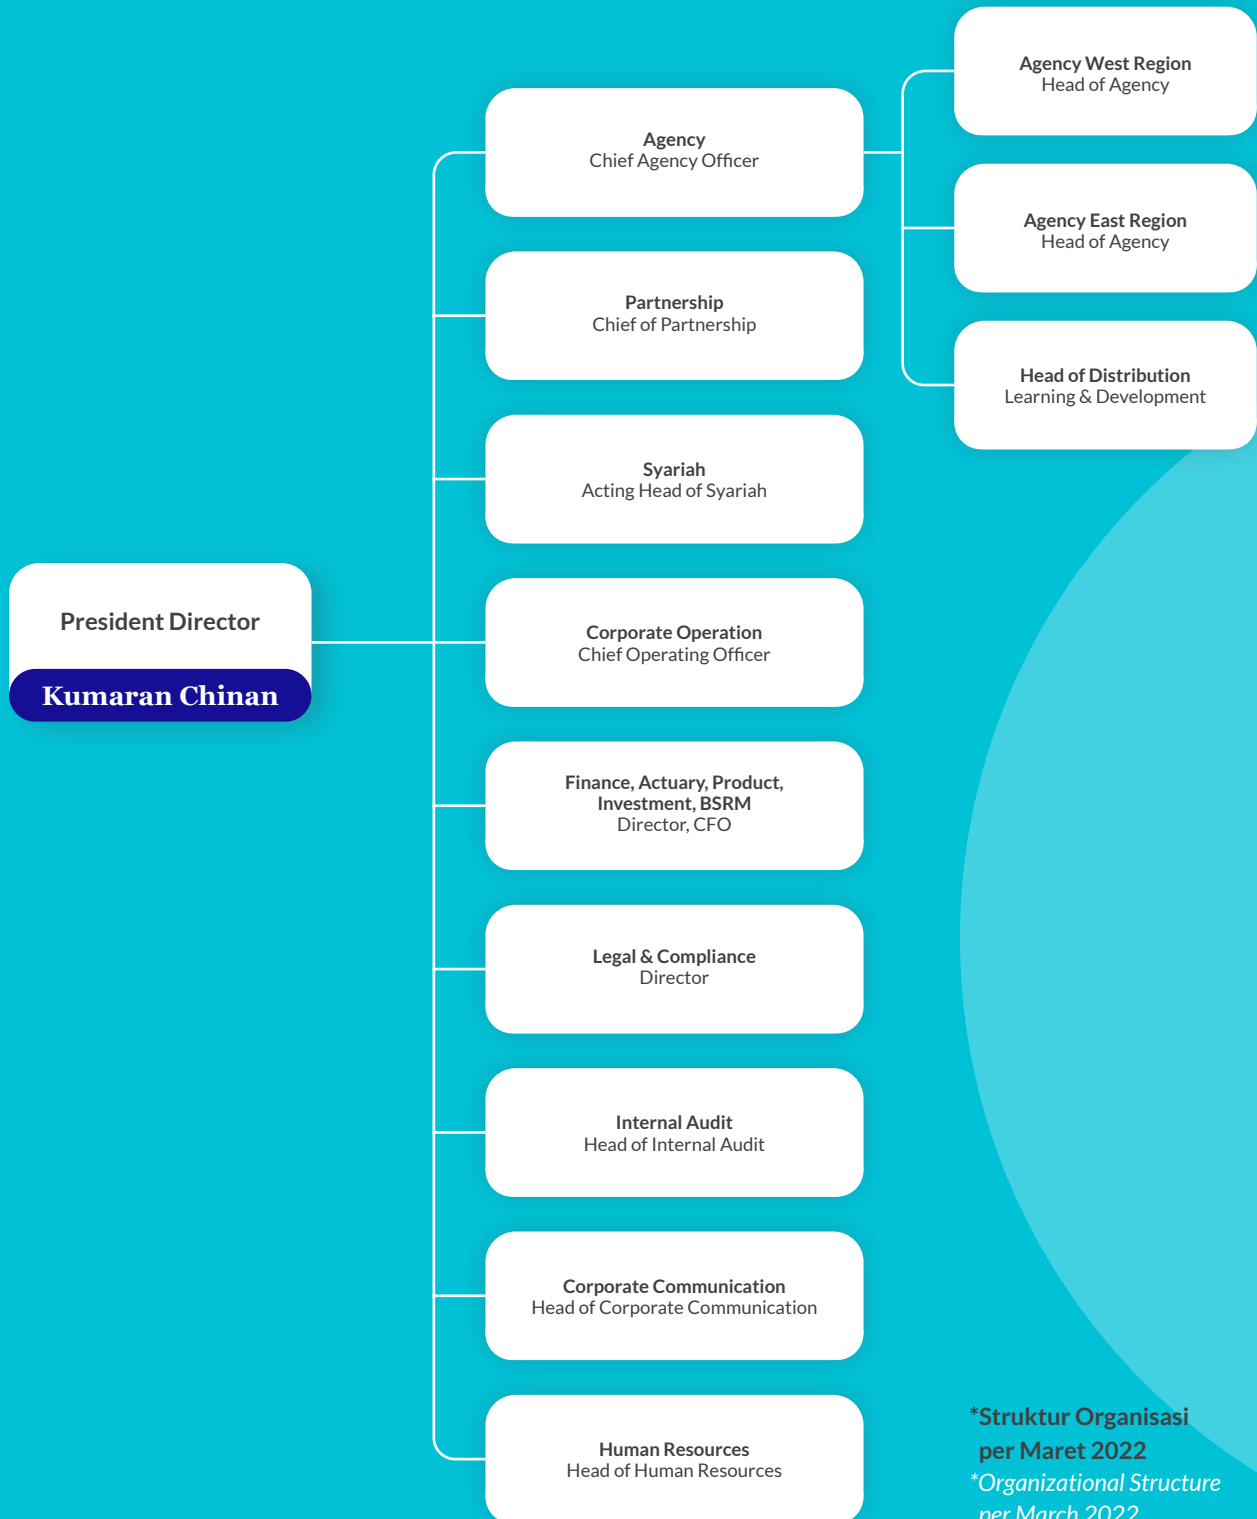 President Director
Kumaran Chinan
Agency
Chief Agency Officer
Partnership
Chief of Partnership
Syariah
Acting Head of Syariah
Corporate Operation
Chief Operating Officer
Finance, Actuary, Product,
Investment, BSRM
Director, CFO
Legal & Compliance
Director
Internal Audit
Head of Internal Audit
Corporate Communication
Head of Corporate Communication
Human Resources
Head of Human Resources
Agency West Region
Head of Agency
Agency East Region
Head of Agency
Head of Distribution
Learning & Development
*Struktur Organisasi
per Maret 2022
*Organizational Structure
per March 2022